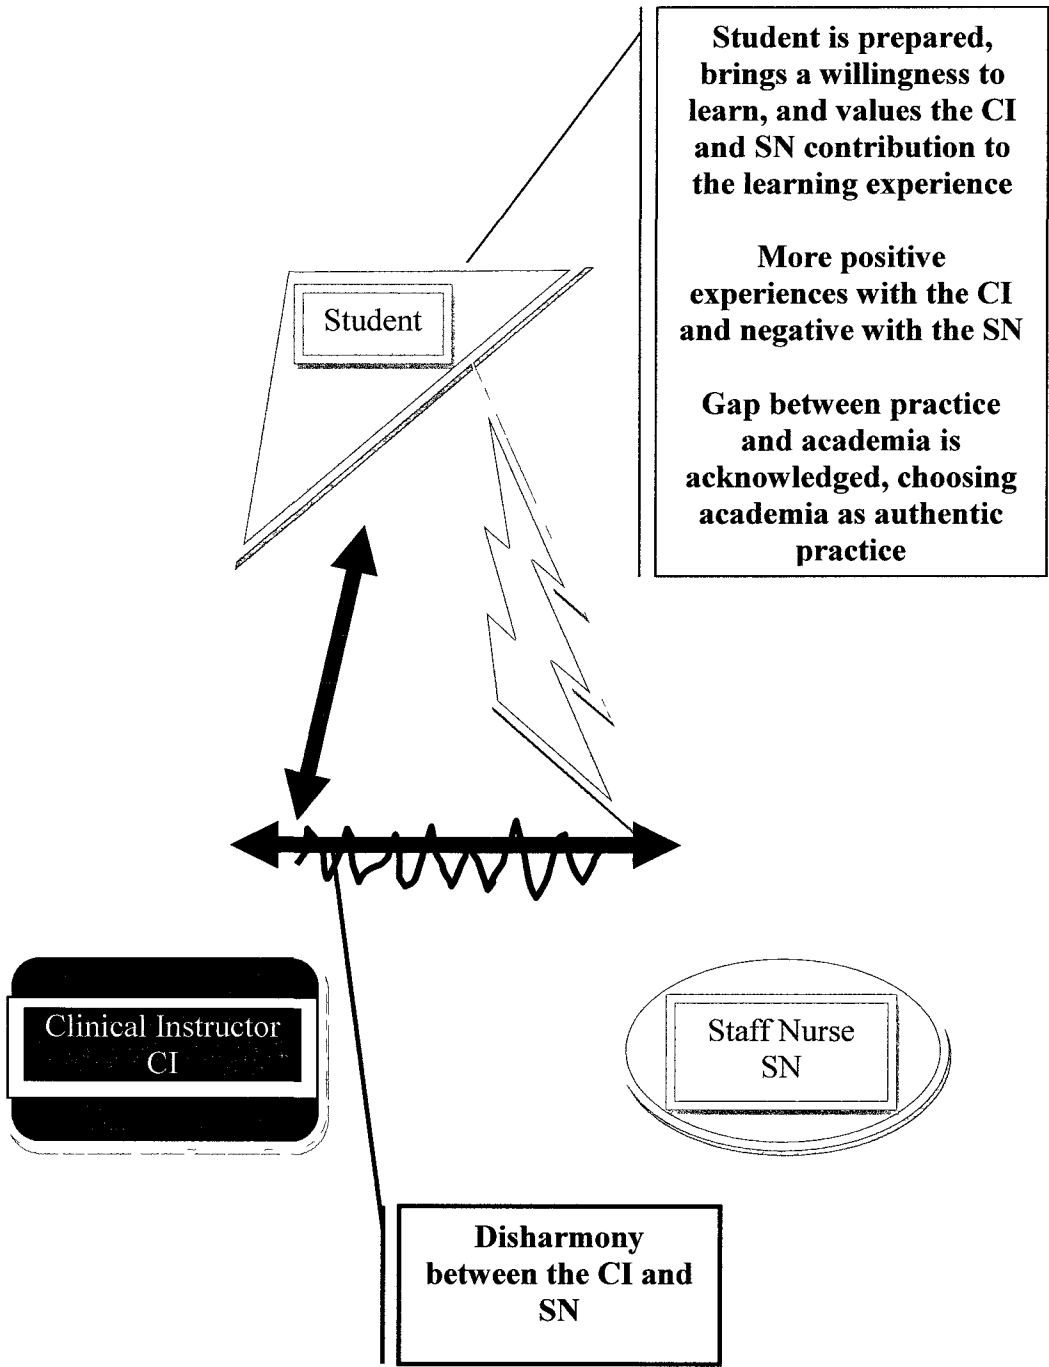 Student is prepared,
brings a willingness to
learn, and values the CI
and SN contribution to
the learning experience
More positive
experiences with the CI
and negative with the SN
Gap between practice
and academia is
acknowledged, choosing
academia as authentic
practice
Student
Clinical Instructor
CI
Staff Nurse
SN
Disharmony
between the CI and
SN